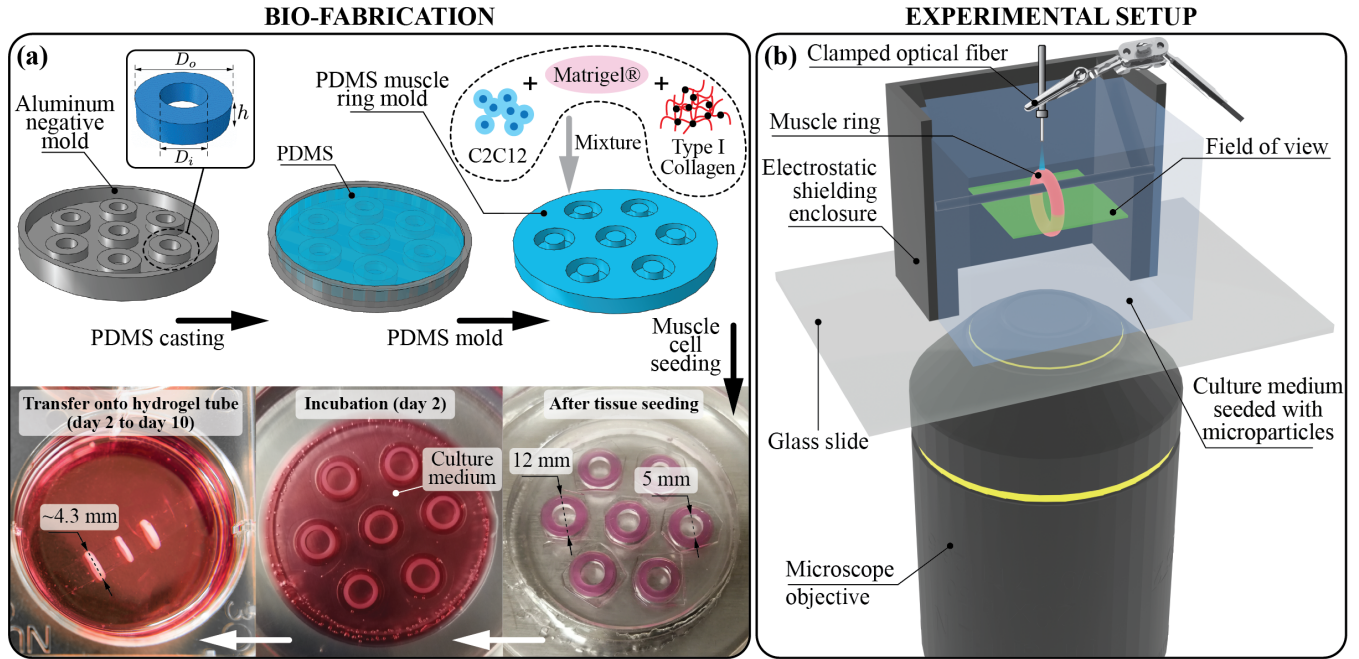 BIO-FABRICATION
(a)
Dₒ
h
Dᵢ
Aluminum
negative
mold
PDMS
PDMS muscle
ring mold
Matrigel®
+
+
C2C12
Mixture
Type I
Collagen
PDMS casting
PDMS mold
Muscle
cell
seeding
Transfer onto hydrogel tube
(day 2 to day 10)
~4.3 mm
Incubation (day 2)
Culture
medium
After tissue seeding
12 mm
5 mm
EXPERIMENTAL SETUP
(b)
Clamped optical fiber
Muscle ring
Electrostatic
shielding
enclosure
Field of view
Glass slide
Culture medium
seeded with
microparticles
Microscope
objective